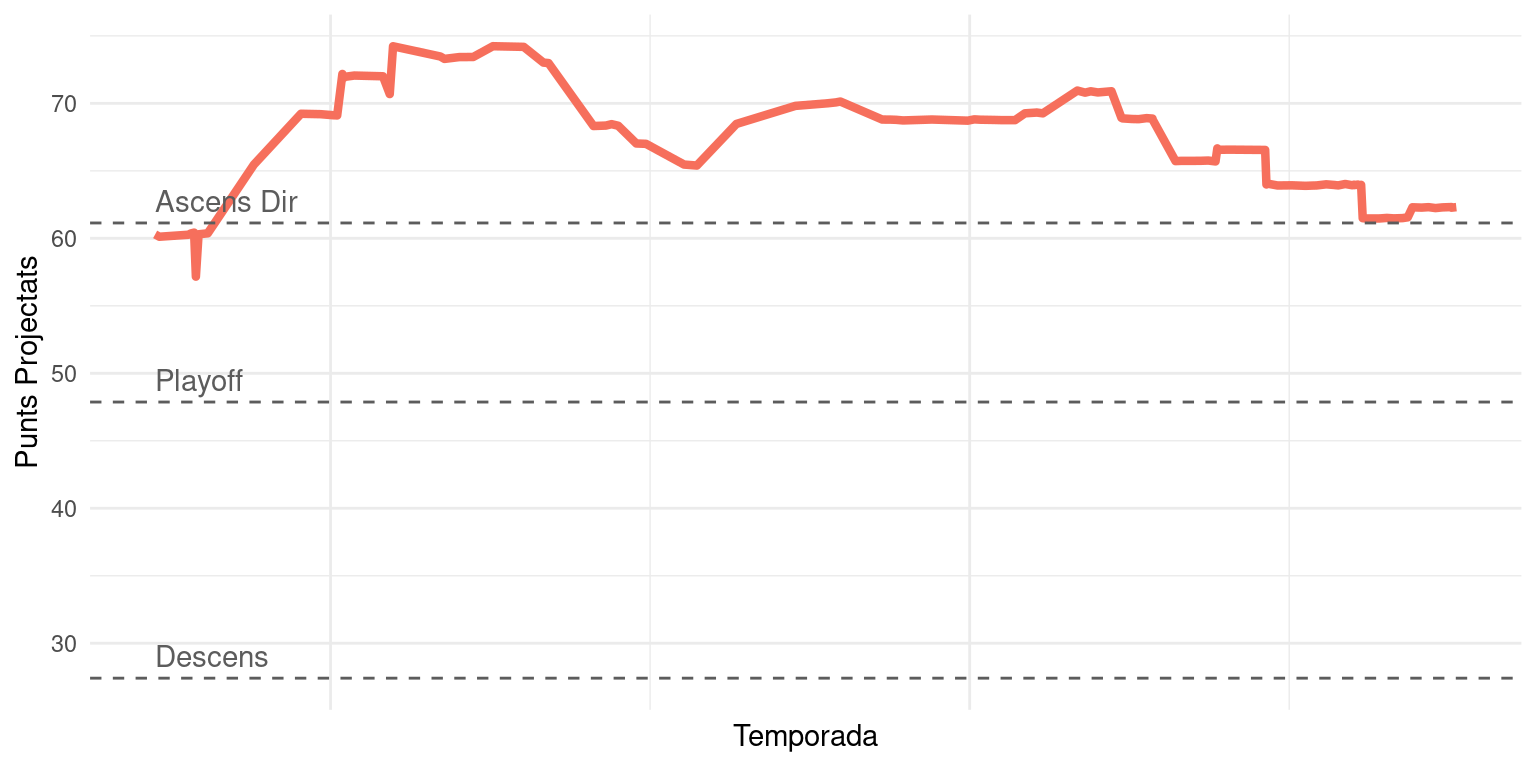 70
60
50
40
30
Ascens Dir
Playoff
Descens
Punts Projectats
Temporada